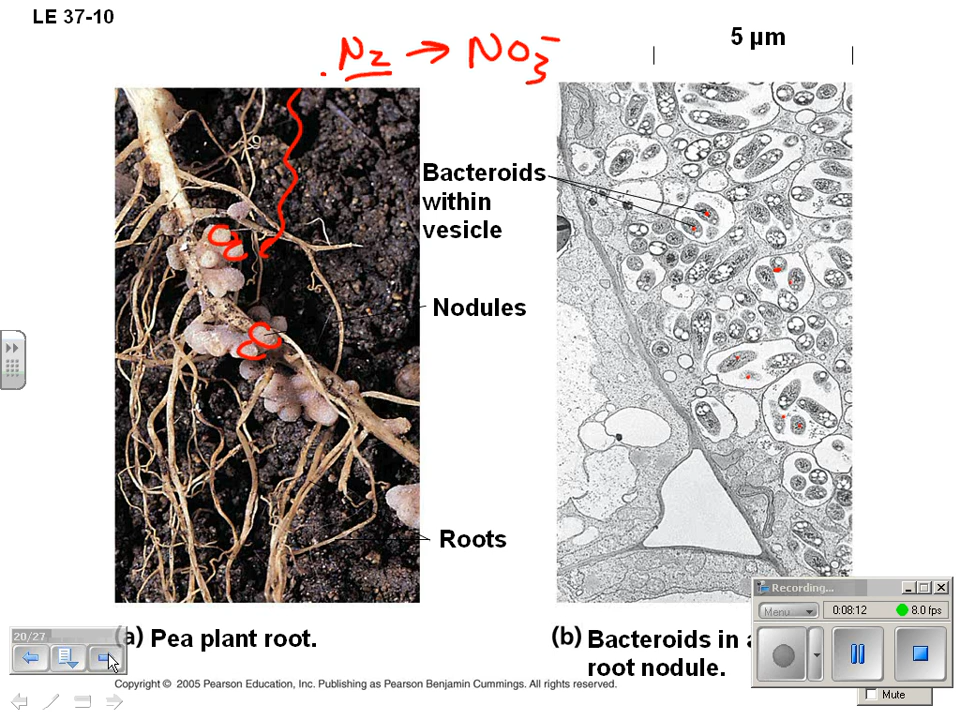 LE 37-10
5 µm
. N2 → NO3-
Bacteroids
within
vesicle
Nodules
Roots
(a) Pea plant root.
(b) Bacteroids in a
root nodule.
Copyright © 2005 Pearson Education, Inc. Publishing as Pearson Benjamin Cummings. All rights reserved.
20/27
Recording...
Menu
0:08:12
8.0 fps
Mute